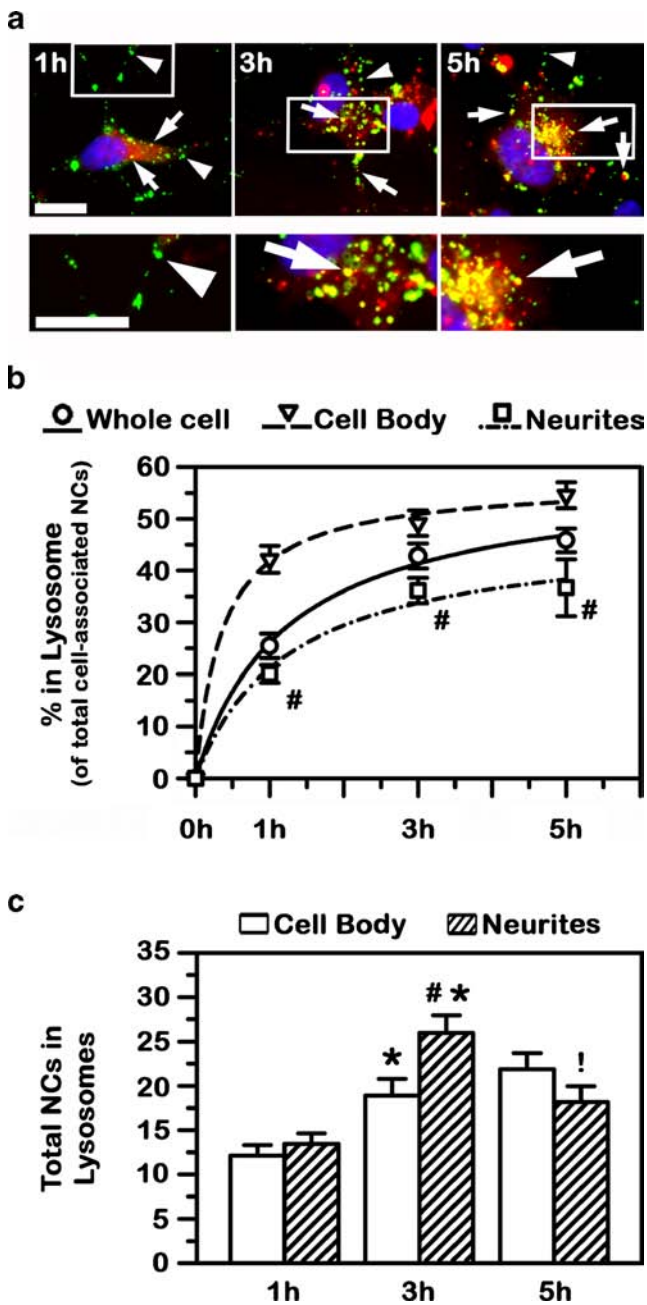 a
1h 3h 5h
b
Whole cell Cell Body Neurites
% in Lysosome
(of total cell-associated NCs)
60
50
40
30
20
10
0
# # #
0h 1h 3h 5h
c
Cell Body Neurites
Total NCs in
Lysosomes
35
30
25
20
15
10
5
0
* # * !
1h 3h 5h